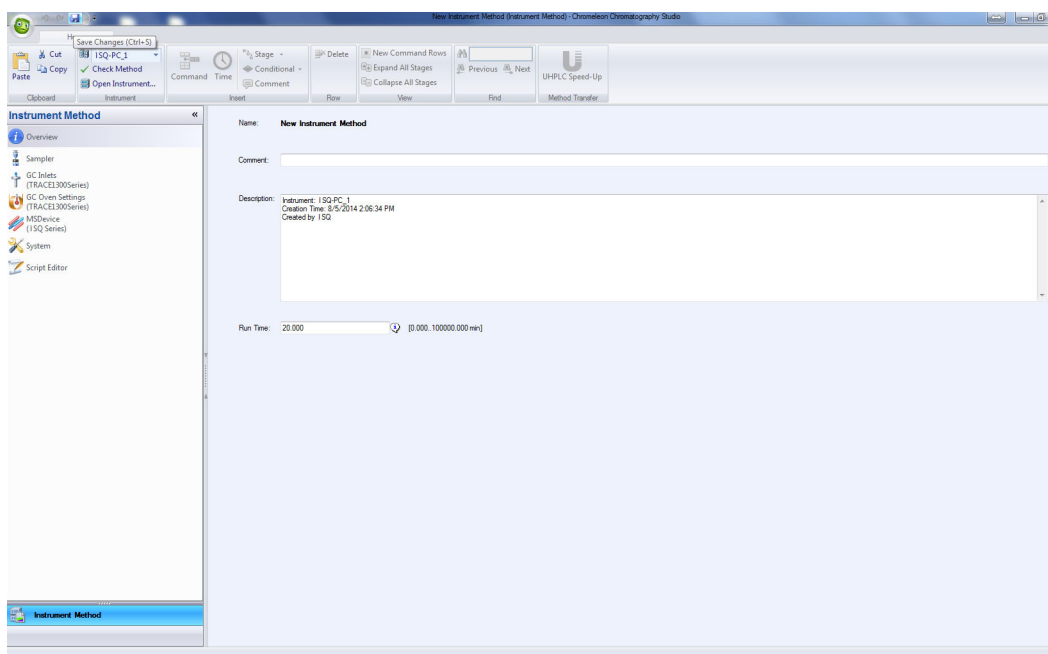 New Instrument Method (Instrument Method) - Chromeleon Chromatography Studio
Save Changes (Ctrl+S)
Paste
Cut
Copy
Clipboard
ISQ-PC_1
Check Method
Open Instrument...
Instrument
Command
Time
Stage
Conditional
Comment
Insert
Delete
Row
New Command Rows
Expand All Stages
Collapse All Stages
View
Previous
Next
Find
UHPLC Speed-Up
Method Transfer
Instrument Method
«
Overview
Sampler
GC Inlets
(TRACE1300Series)
GC Oven Settings
(TRACE1300Series)
MSDevice
(ISQ Series)
System
Script Editor
Instrument Method
Name: New Instrument Method
Comment:
Description: Instrument: ISQ-PC_1
Creation Time: 8/5/2014 2:06:34 PM
Created by ISQ
Run Time: 20.000 [0.000..100000.000 min]